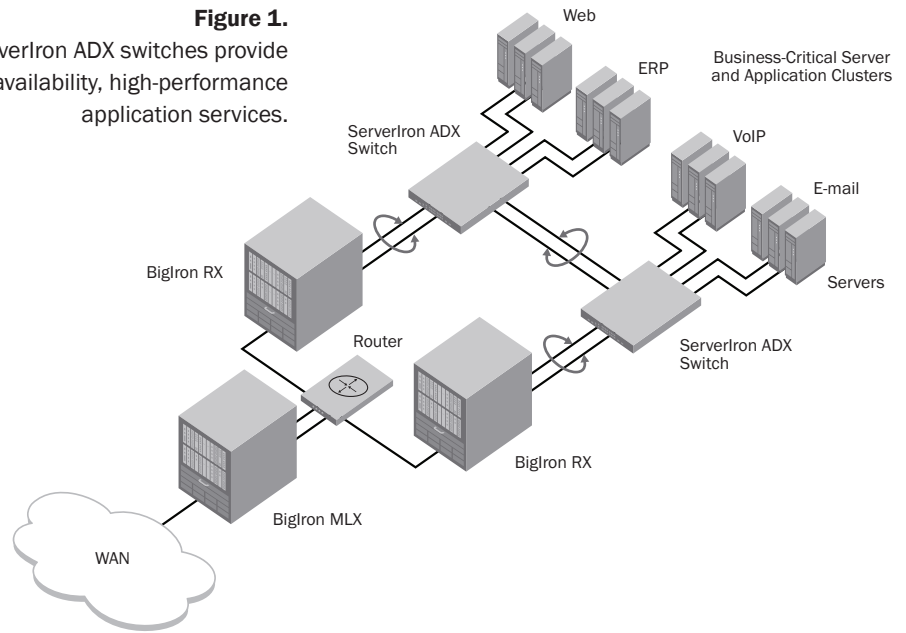 Figure 1.
verIron ADX switches provide
availability, high-performance
application services.
Web
ERP
Business-Critical Server
and Application Clusters
ServerIron ADX
Switch
VoIP
E-mail
BigIron RX
Servers
Router
ServerIron ADX
Switch
BigIron RX
BigIron MLX
WAN